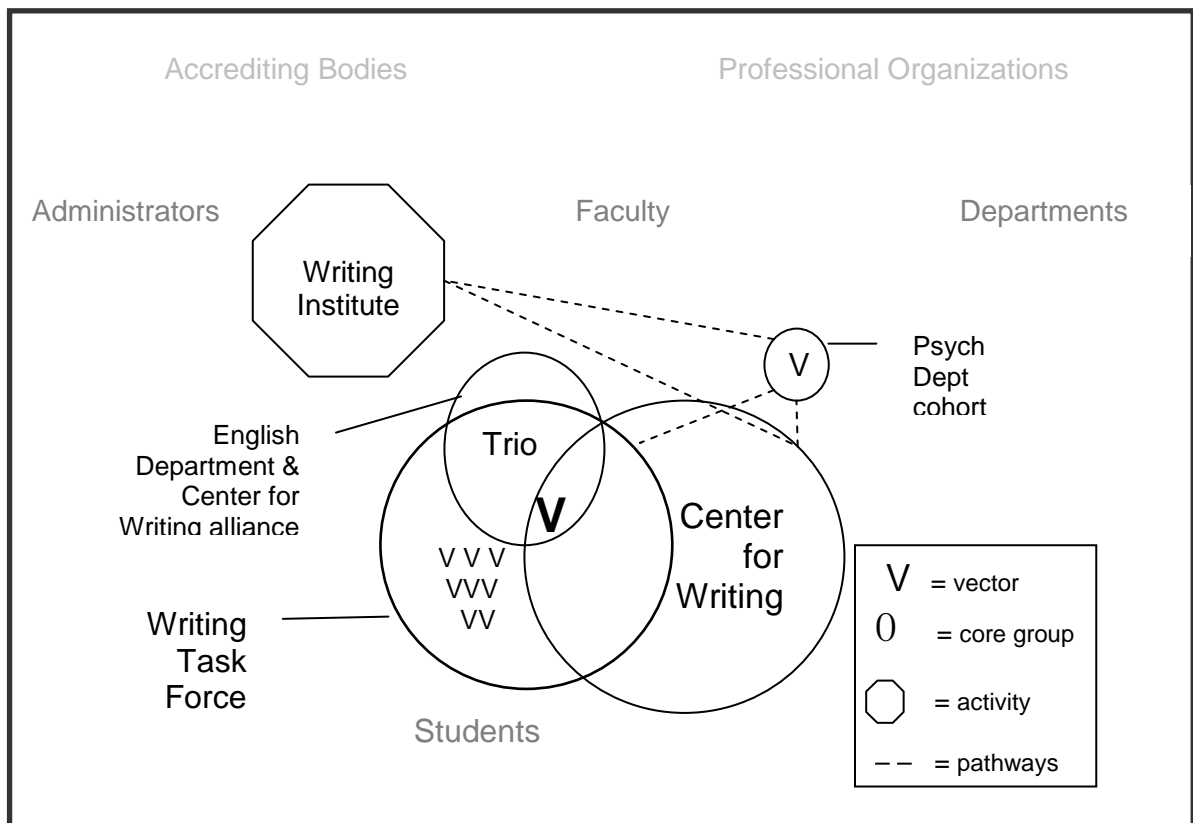 Accrediting Bodies
Professional Organizations
Administrators
Faculty
Departments
Writing
Institute
V
Psych
Dept
cohort
English
Department &
Center for
Writing alliance
Trio
V
Center
for
Writing
V V V
VVV
VV
Writing
Task
Force
Students
V = vector
0 = core group
= activity
-- = pathways